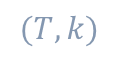 (T, k)